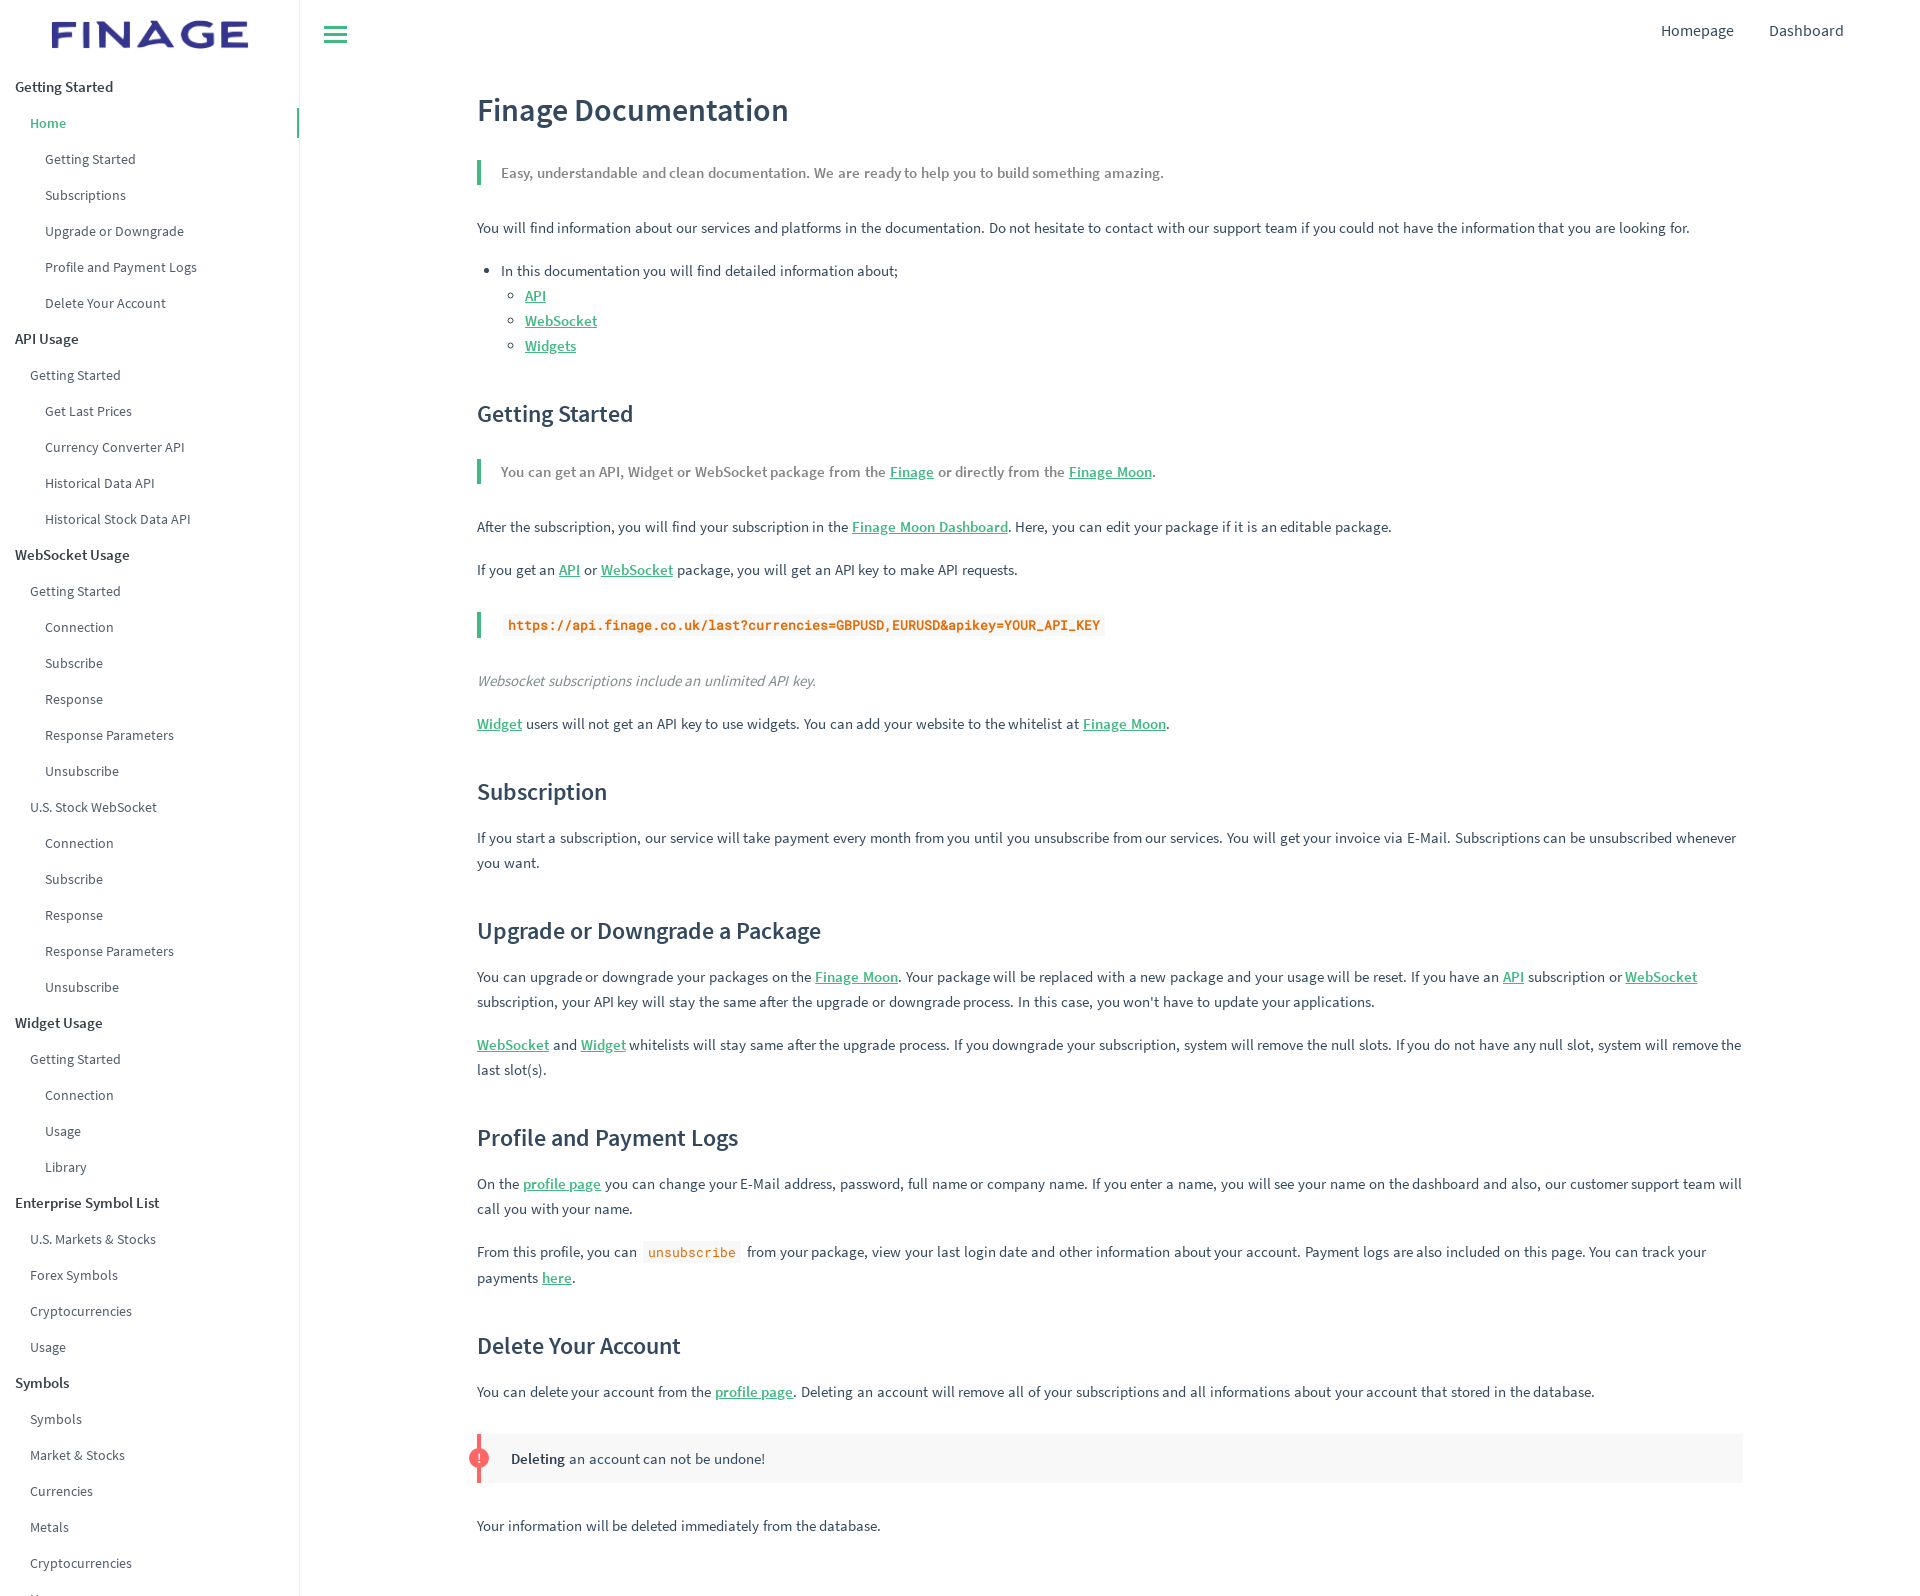 FINAGE
Getting Started
Home
Getting Started
Subscriptions
Upgrade or Downgrade
Profile and Payment Logs
Delete Your Account
API Usage
Getting Started
Get Last Prices
Currency Converter API
Historical Data API
Historical Stock Data API
WebSocket Usage
Getting Started
Connection
Subscribe
Response
Response Parameters
Unsubscribe
U.S. Stock WebSocket
Connection
Subscribe
Response
Response Parameters
Unsubscribe
Widget Usage
Getting Started
Connection
Usage
Library
Enterprise Symbol List
U.S. Markets & Stocks
Forex Symbols
Cryptocurrencies
Usage
Symbols
Symbols
Market & Stocks
Currencies
Metals
Cryptocurrencies
Homepage Dashboard
Finage Documentation
Easy, understandable and clean documentation. We are ready to help you to build something amazing.
You will find information about our services and platforms in the documentation. Do not hesitate to contact with our support team if you could not have the information that you are looking for.
In this documentation you will find detailed information about;
API
WebSocket
Widgets
Getting Started
You can get an API, Widget or WebSocket package from the Finage or directly from the Finage Moon.
After the subscription, you will find your subscription in the Finage Moon Dashboard. Here, you can edit your package if it is an editable package.
If you get an API or WebSocket package, you will get an API key to make API requests.
https://api.finage.co.uk/last?currencies=GBPUSD,EURUSD&apikey=YOUR_API_KEY
Websocket subscriptions include an unlimited API key.
Widget users will not get an API key to use widgets. You can add your website to the whitelist at Finage Moon.
Subscription
If you start a subscription, our service will take payment every month from you until you unsubscribe from our services. You will get your invoice via E-Mail. Subscriptions can be unsubscribed whenever
you want.
Upgrade or Downgrade a Package
You can upgrade or downgrade your packages on the Finage Moon. Your package will be replaced with a new package and your usage will be reset. If you have an API subscription or WebSocket
subscription, your API key will stay the same after the upgrade or downgrade process. In this case, you won't have to update your applications.
WebSocket and Widget whitelists will stay same after the upgrade process. If you downgrade your subscription, system will remove the null slots. If you do not have any null slot, system will remove the
last slot(s).
Profile and Payment Logs
On the profile page you can change your E-Mail address, password, full name or company name. If you enter a name, you will see your name on the dashboard and also, our customer support team will
call you with your name.
From this profile, you can unsubscribe from your package, view your last login date and other information about your account. Payment logs are also included on this page. You can track your
payments here.
Delete Your Account
You can delete your account from the profile page. Deleting an account will remove all of your subscriptions and all informations about your account that stored in the database.
! Deleting an account can not be undone!
Your information will be deleted immediately from the database.